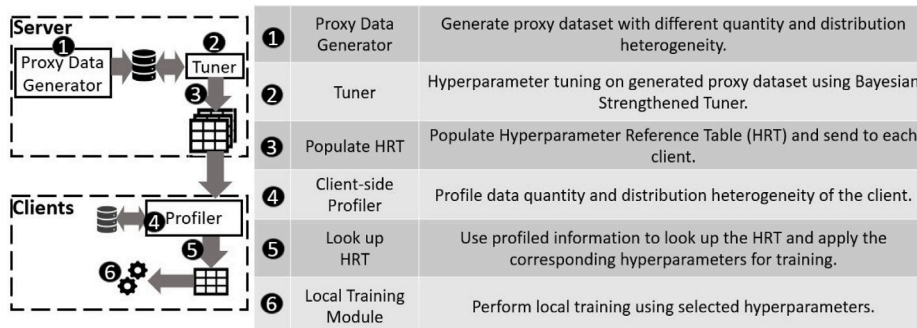 Server
1
Proxy Data
Generator
2
Tuner
3
Clients
4
Profiler
5
6
1 Proxy Data Generate proxy dataset with different quantity and distribution
Generator heterogeneity.
2 Tuner Hyperparameter tuning on generated proxy dataset using Bayesian
Strengthened Tuner.
3 Populate HRT Populate Hyperparameter Reference Table (HRT) and send to each
client.
4 Client-side Profile data quantity and distribution heterogeneity of the client.
Profiler
5 Look up Use profiled information to look up the HRT and apply the
HRT corresponding hyperparameters for training.
6 Local Training Perform local training using selected hyperparameters.
Module